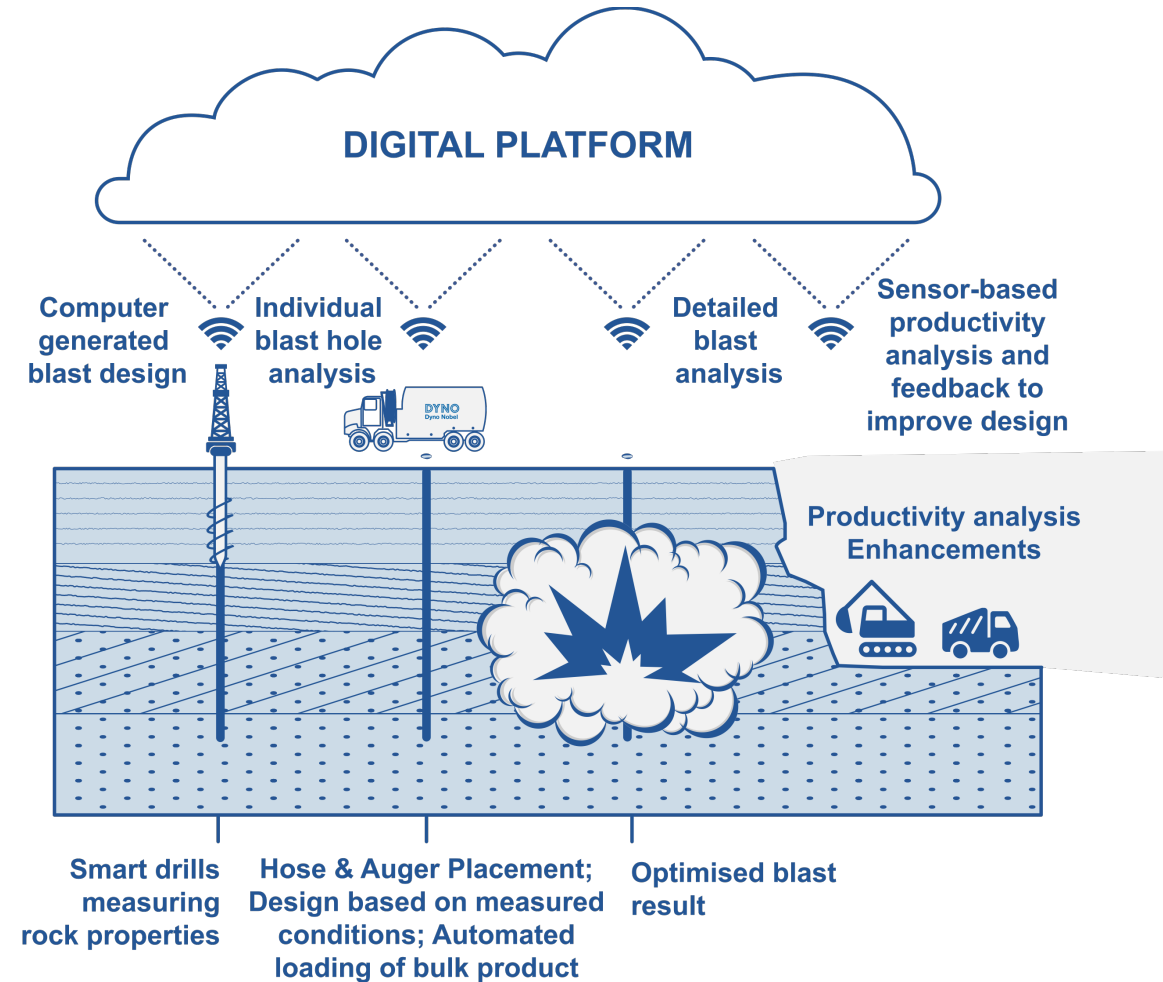 DIGITAL PLATFORM
Computer
generated
blast design
Individual
blast hole
analysis
Detailed
blast
analysis
Sensor-based
productivity
analysis and
feedback to
improve design
DYNO
Dyno Nobel
Productivity analysis
Enhancements
Smart drills
measuring
rock properties
Hose & Auger Placement;
Design based on measured
conditions; Automated
loading of bulk product
Optimised blast
result